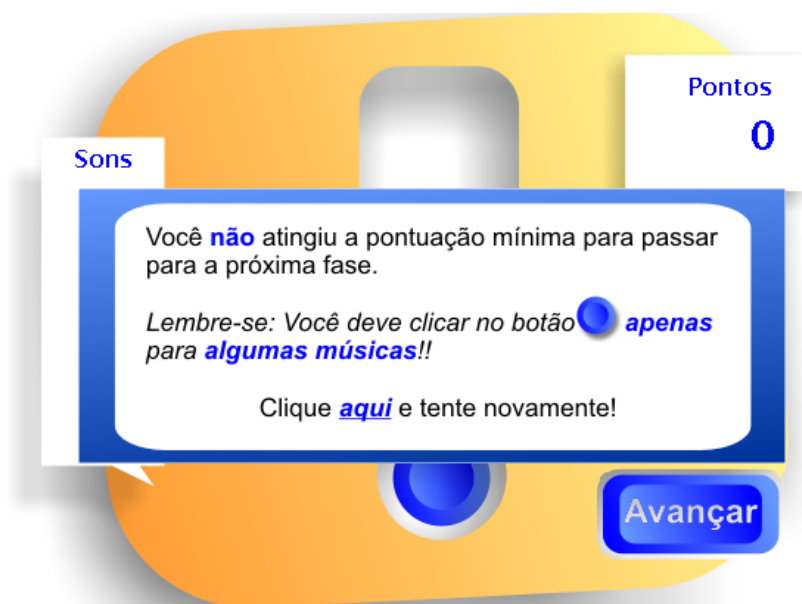 Pontos
0
Sons
Você não atingiu a pontuação mínima para passar
para a próxima fase.
Lembre-se: Você deve clicar no botão apenas
para algumas músicas!!
Clique aqui e tente novamente!
Avançar